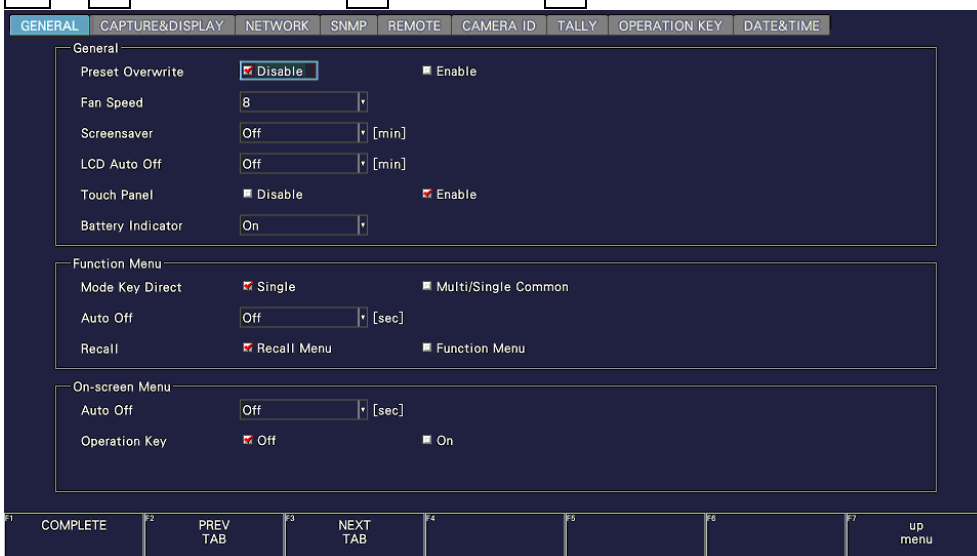 GENERAL CAPTURE&DISPLAY NETWORK SNMP REMOTE CAMERA ID TALLY OPERATION KEY DATE&TIME
General
Preset Overwrite Disable Enable
Fan Speed 8
Screensaver Off [min]
LCD Auto Off Off [min]
Touch Panel Disable Enable
Battery Indicator On
Function Menu
Mode Key Direct Single Multi/Single Common
Auto Off Off [sec]
Recall Recall Menu Function Menu
On-screen Menu
Auto Off Off [sec]
Operation Key Off On
F1 COMPLETE F2 PREV TAB F3 NEXT TAB F4 F5 F6 F7 up menu